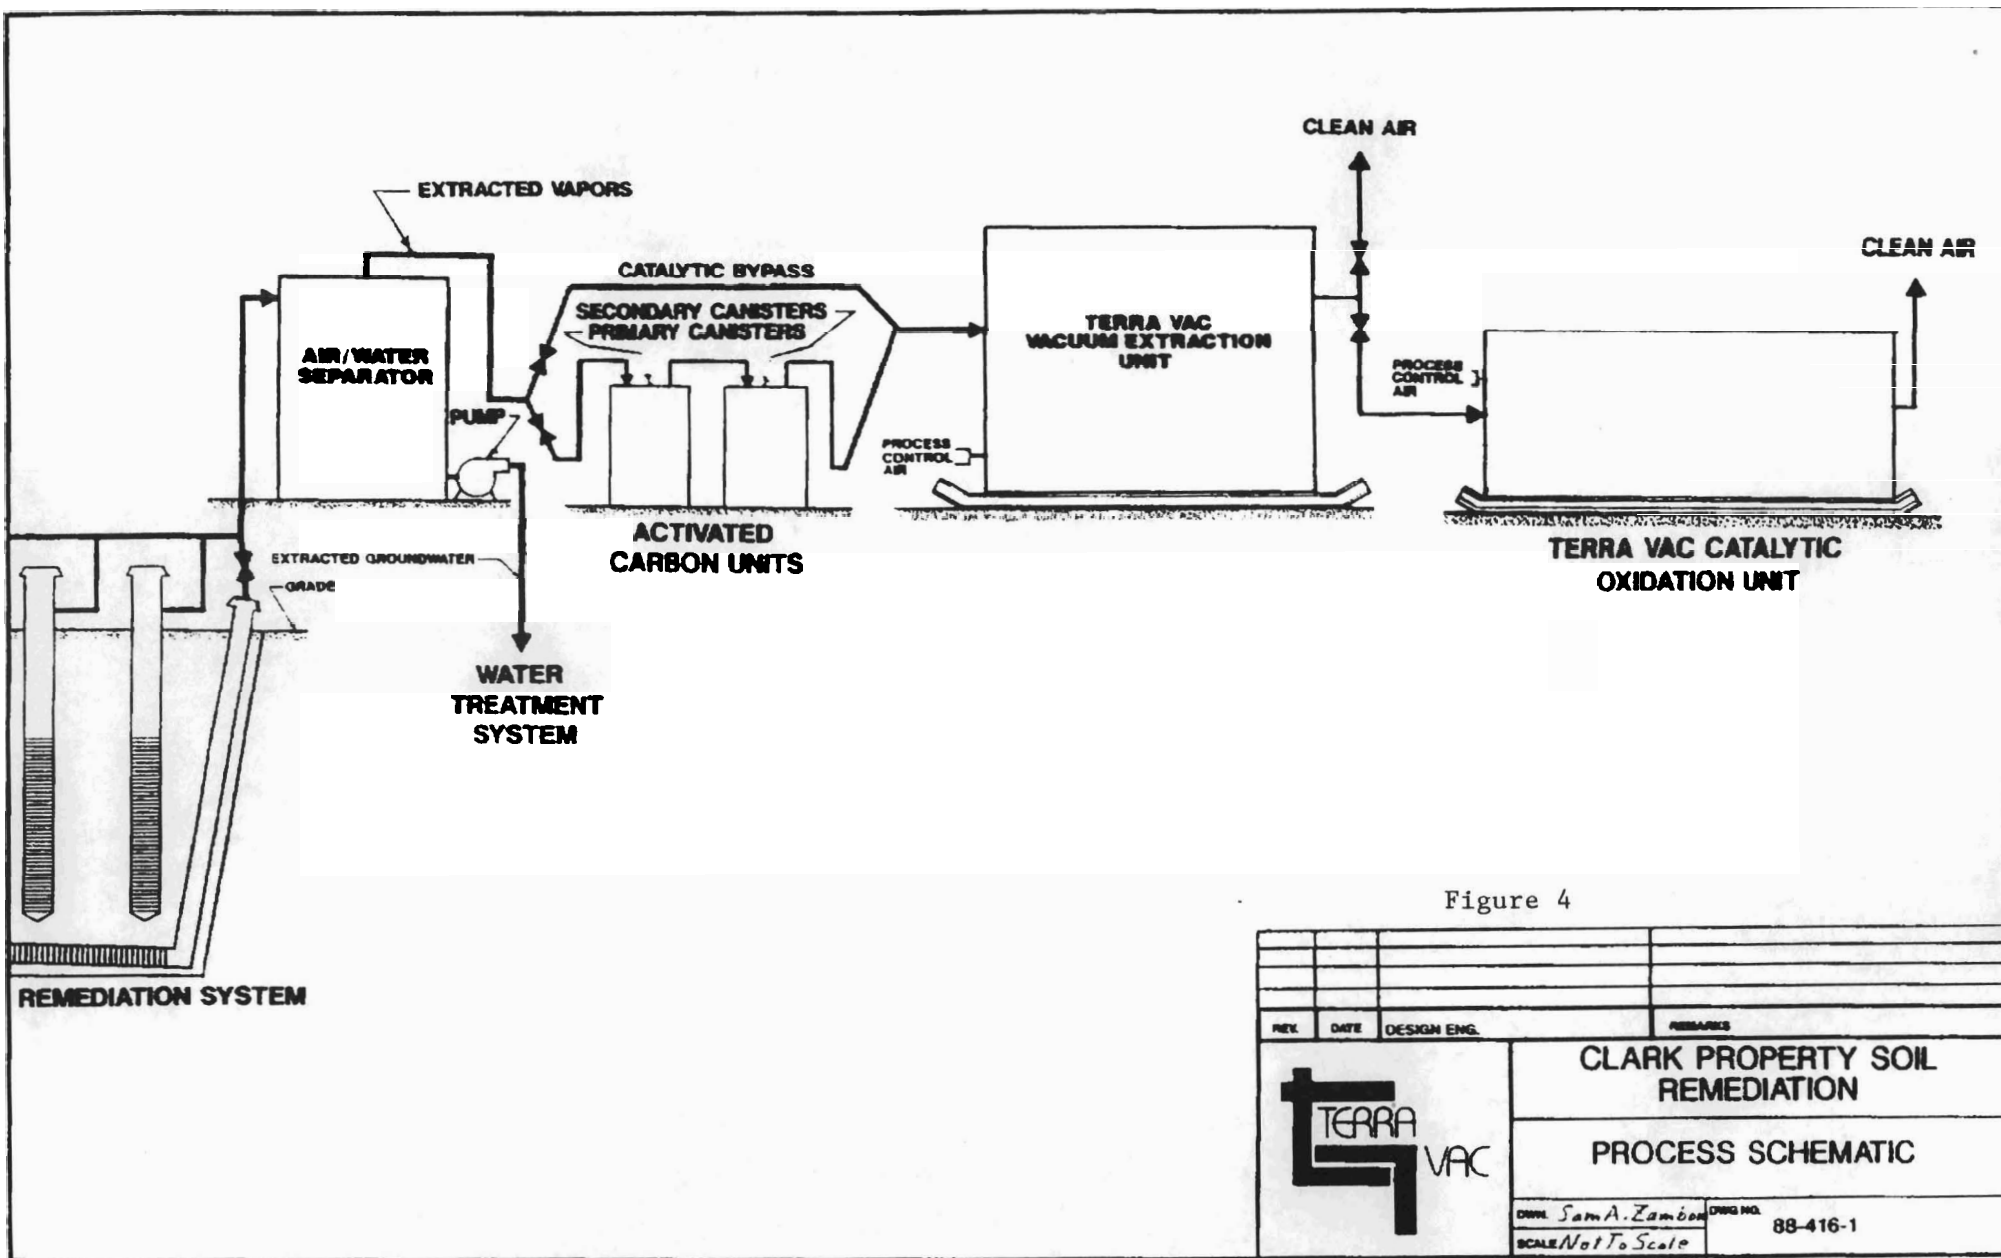 CLEAN AIR
EXTRACTED VAPORS
CLEAN AIR
CATALYTIC BYPASS
SECONDARY CANISTERS
PRIMARY CANISTERS
AIR/WATER
SEPARATOR
TERRA VAC
VACUUM EXTRACTION
UNIT
PROCESS
CONTROL
AIR
PUMP
PROCESS
CONTROL
AIR
ACTIVATED
CARBON UNITS
TERRA VAC CATALYTIC
OXIDATION UNIT
EXTRACTED GROUNDWATER
GRADE
WATER
TREATMENT
SYSTEM
REMEDIATION SYSTEM
Figure 4
REV. DATE DESIGN ENG. REMARKS
TERRA
VAC
CLARK PROPERTY SOIL
REMEDIATION
PROCESS SCHEMATIC
DWN. Sam A. Zambon DWG NO.
88-416-1
SCALE Not To Scale